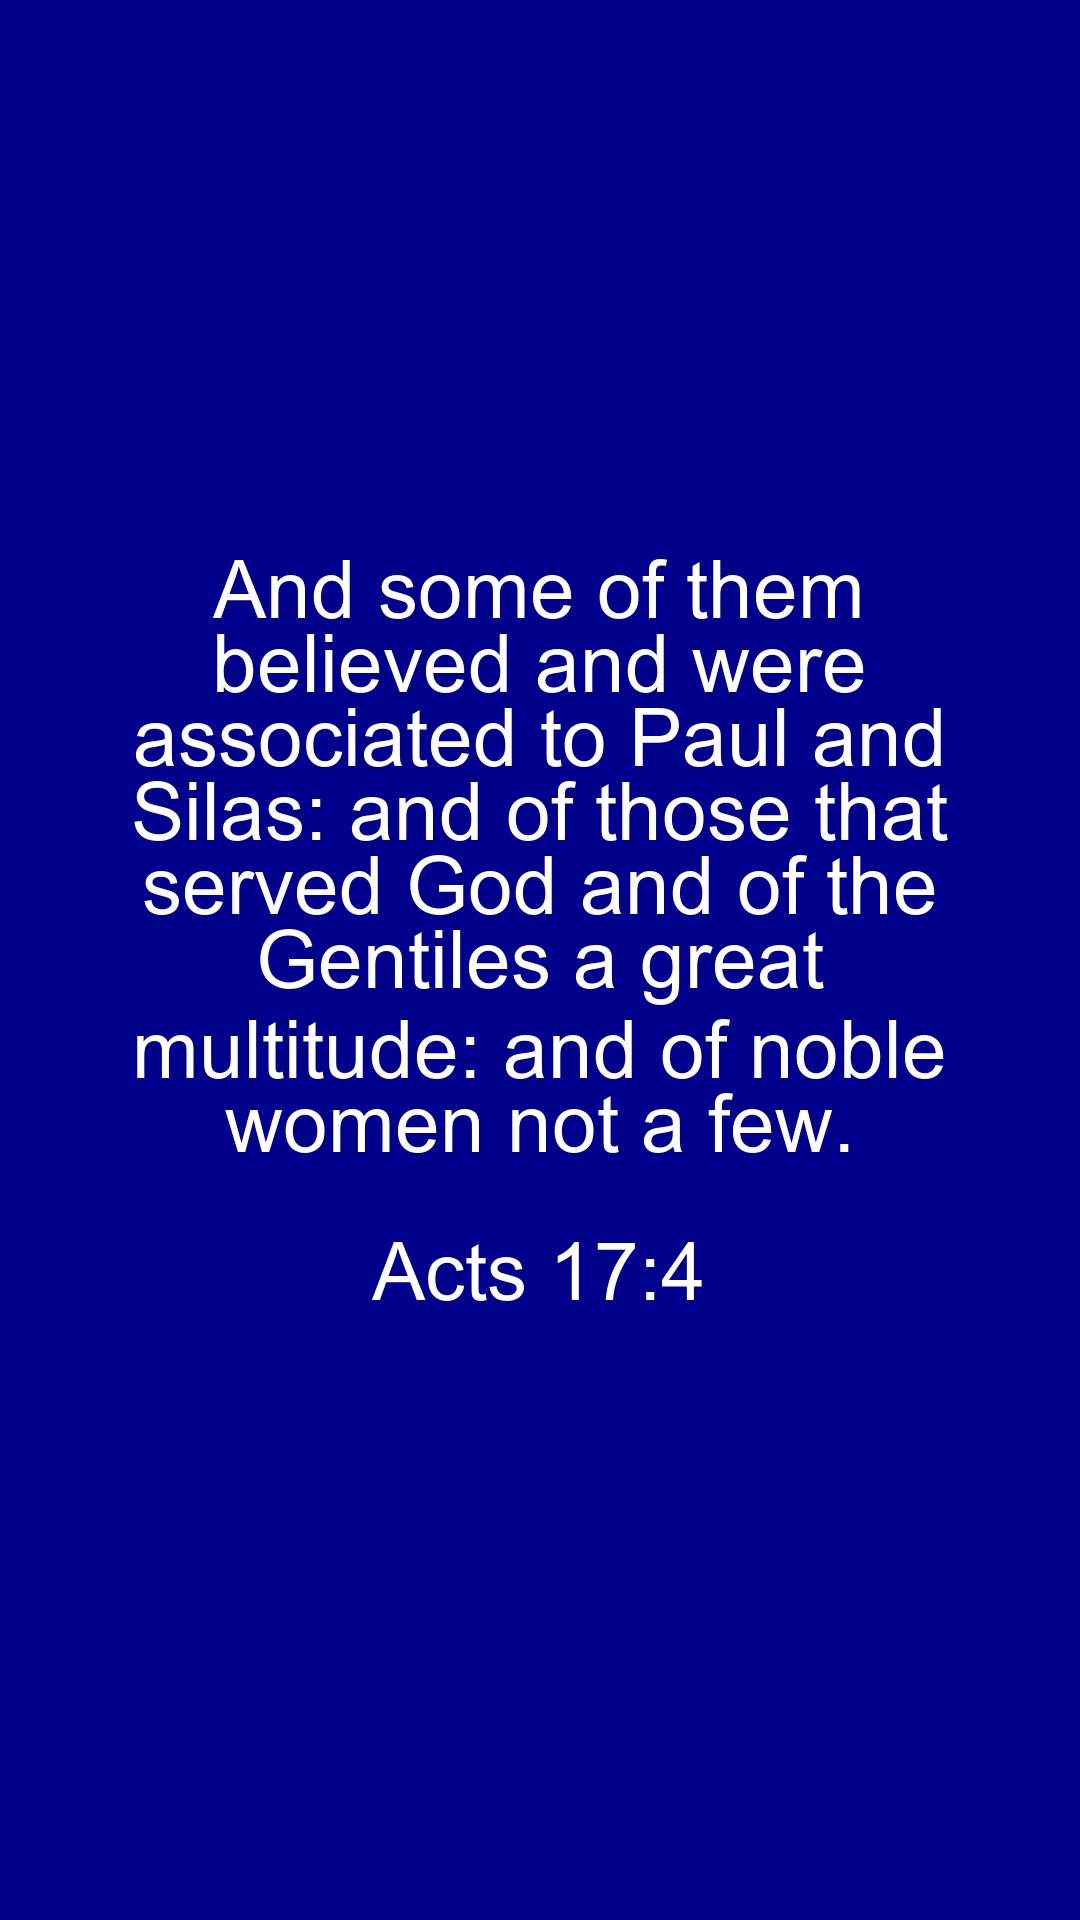 And some of them
believed and were
associated to Paul and
Silas: and of those that
served God and of the
Gentiles a great
multitude: and of noble
women not a few.
Acts 17:4